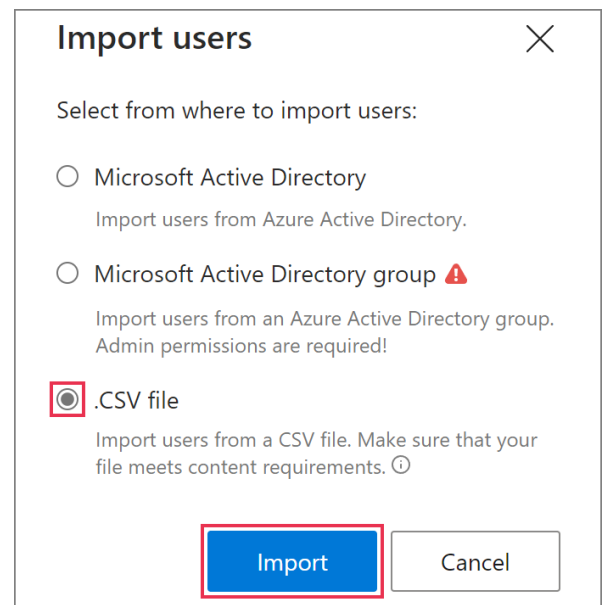 Import users
Select from where to import users:
Microsoft Active Directory
Import users from Azure Active Directory.
Microsoft Active Directory group
Import users from an Azure Active Directory group.
Admin permissions are required!
.CSV file
Import users from a CSV file. Make sure that your
file meets content requirements.
Import
Cancel